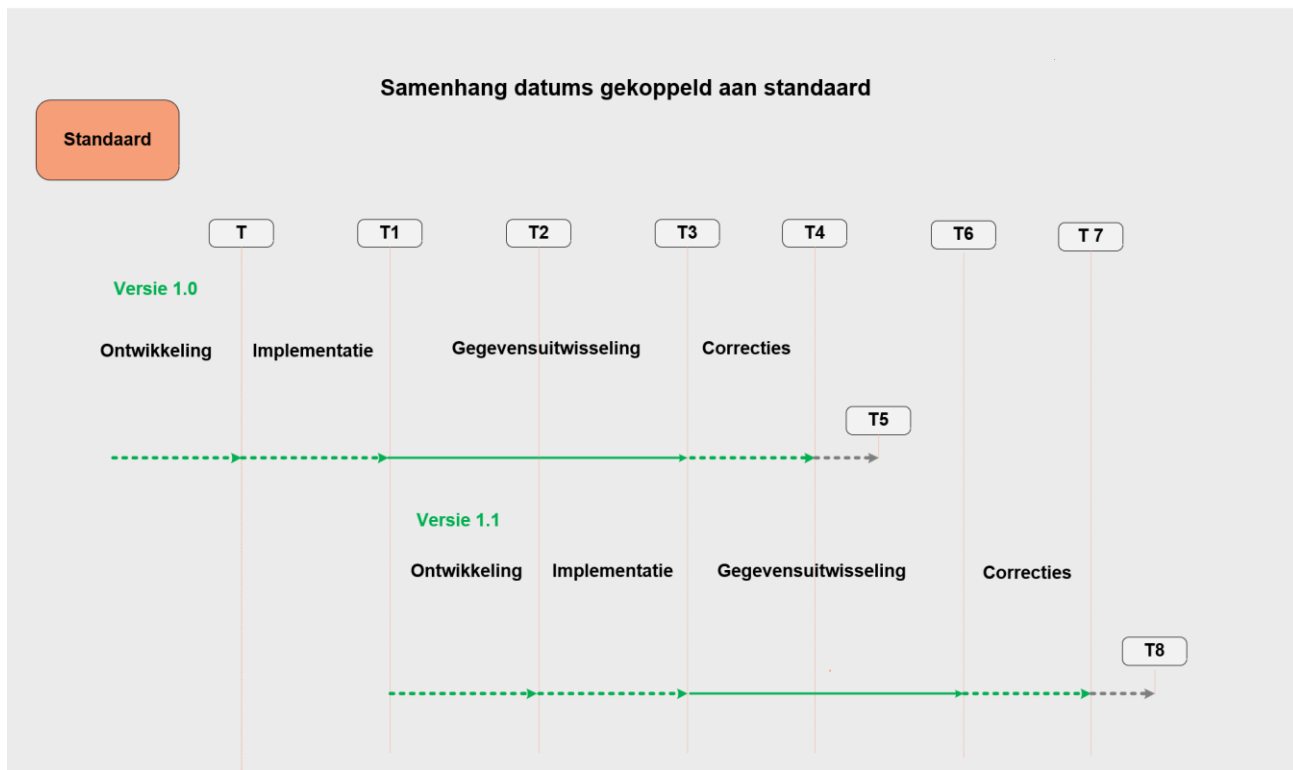 Samenhang datums gekoppeld aan standaard
Standaard
T T1 T2 T3 T4 T6 T 7
Versie 1.0
Ontwikkeling Implementatie Gegevensuitwisseling Correcties
T5
Versie 1.1
Ontwikkeling Implementatie Gegevensuitwisseling Correcties
T8